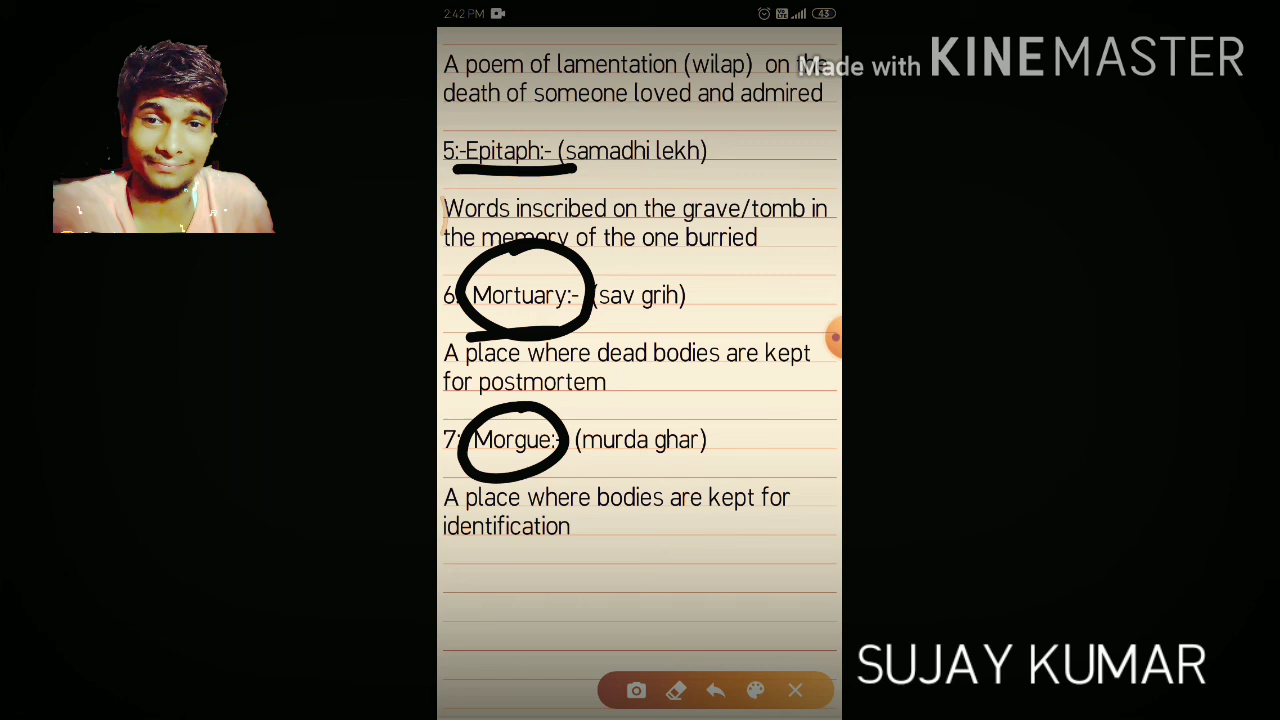 2:42 PM
43
Made with KINEMASTER
A poem of lamentation (wilap) on the
death of someone loved and admired
5:-Epitaph:- (samadhi lekh)
Words inscribed on the grave/tomb in
the memory of the one burried
6: Mortuary:- (sav grih)
A place where dead bodies are kept
for postmortem
7: Morgue:- (murda ghar)
A place where bodies are kept for
identification
SUJAY KUMAR